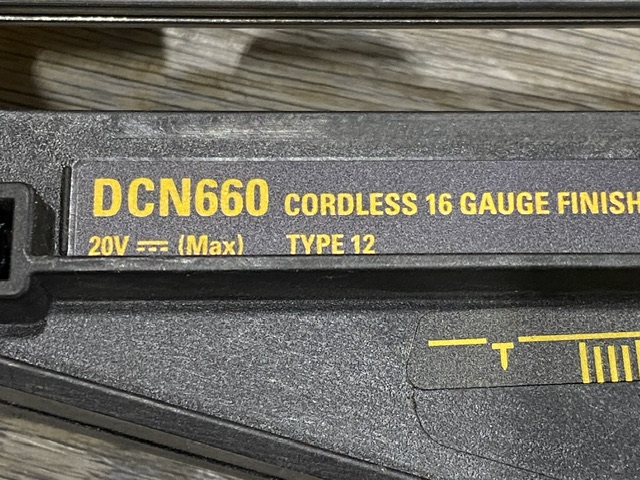 DCN660 CORDLESS 16 GAUGE FINISH
20V ⎓ (Max) TYPE 12